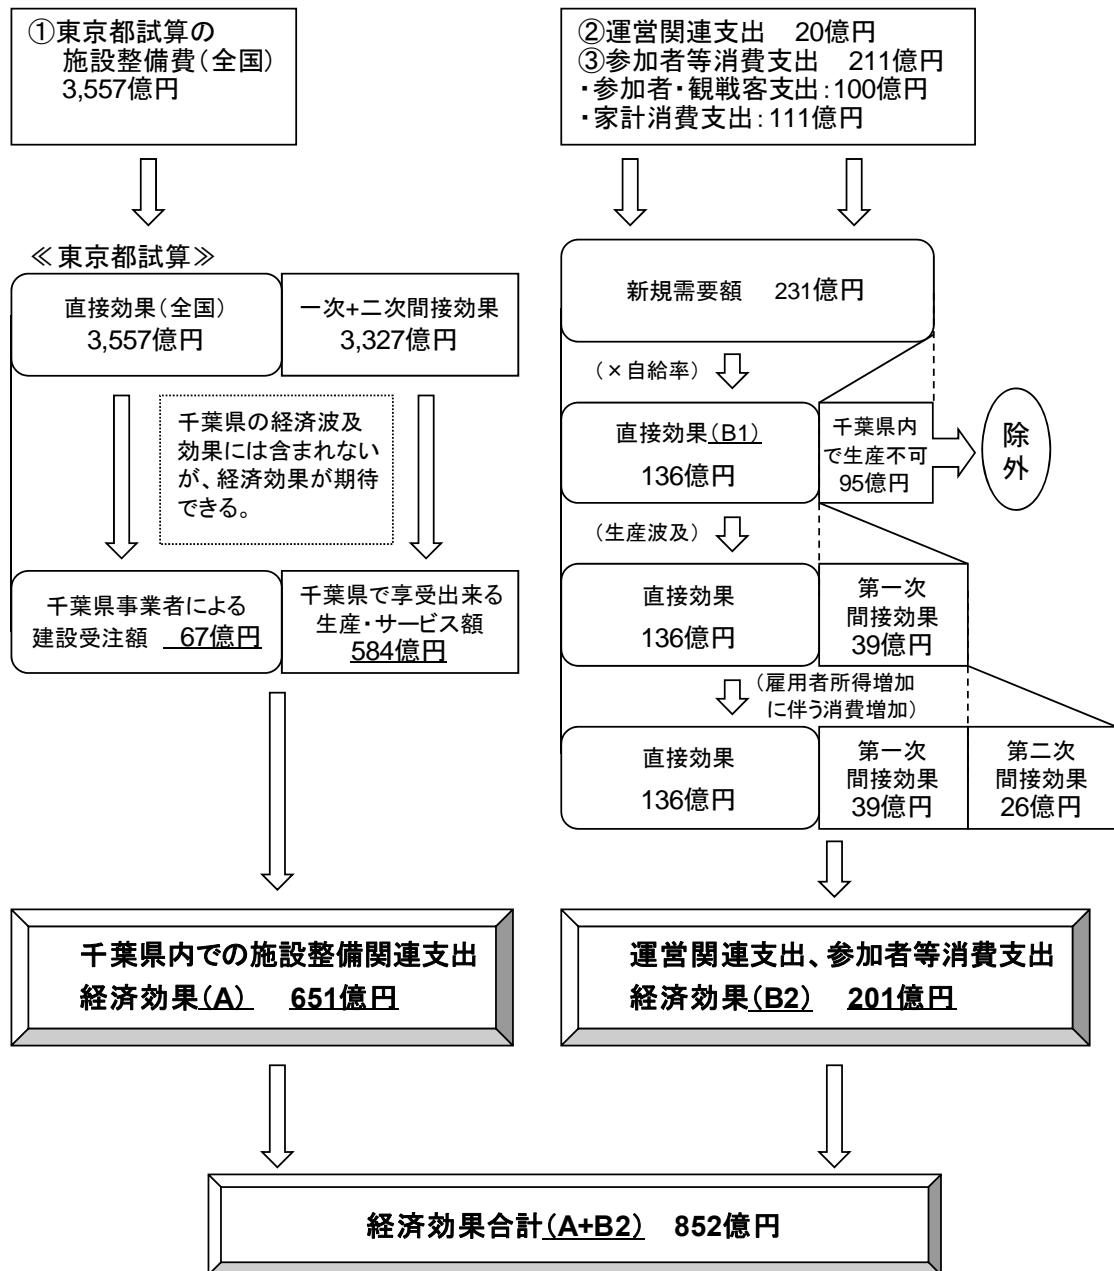 ①東京都試算の
施設整備費(全国)
3,557億円
②運営関連支出 20億円
③参加者等消費支出 211億円
・参加者・観戦客支出:100億円
・家計消費支出:111億円
≪東京都試算≫
直接効果(全国)
3,557億円
一次+二次間接効果
3,327億円
千葉県の経済波及
効果には含まれない
が、経済効果が期待
できる。
千葉県事業者による
建設受注額 67億円
千葉県で享受出来る
生産・サービス額
584億円
新規需要額 231億円
(×自給率)
直接効果(B1)
136億円
千葉県内
で生産不可
95億円
除
外
(生産波及)
直接効果
136億円
第一次
間接効果
39億円
(雇用者所得増加
に伴う消費増加)
直接効果
136億円
第一次
間接効果
39億円
第二次
間接効果
26億円
千葉県内での施設整備関連支出
経済効果(A) 651億円
運営関連支出、参加者等消費支出
経済効果(B2) 201億円
経済効果合計(A+B2) 852億円